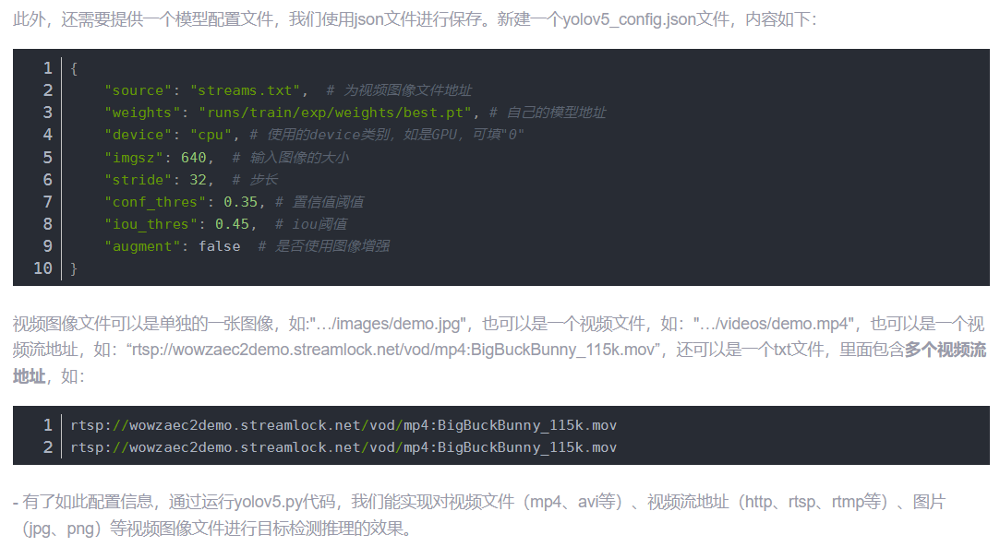 此外，还需要提供一个模型配置文件，我们使用json文件进行保存。新建一个yolov5_config.json文件，内容如下：
1 {
2 "source": "streams.txt",  # 为视频图像文件地址
3 "weights": "runs/train/exp/weights/best.pt", # 自己的模型地址
4 "device": "cpu", # 使用的device类别，如是GPU，可填"0"
5 "imgsz": 640,  # 输入图像的大小
6 "stride": 32,  # 步长
7 "conf_thres": 0.35, # 置信值阈值
8 "iou_thres": 0.45,  # iou阈值
9 "augment": false  # 是否使用图像增强
10 }
视频图像文件可以是单独的一张图像，如:"…/images/demo.jpg"，也可以是一个视频文件，如："…/videos/demo.mp4"，也可以是一个视
频流地址，如：“rtsp://wowzaec2demo.streamlock.net/vod/mp4:BigBuckBunny_115k.mov”，还可以是一个txt文件，里面包含多个视频流
地址，如：
1 rtsp://wowzaec2demo.streamlock.net/vod/mp4:BigBuckBunny_115k.mov
2 rtsp://wowzaec2demo.streamlock.net/vod/mp4:BigBuckBunny_115k.mov
- 有了如此配置信息，通过运行yolov5.py代码，我们能实现对视频文件（mp4、avi等）、视频流地址（http、rtsp、rtmp等）、图片
（jpg、png）等视频图像文件进行目标检测推理的效果。